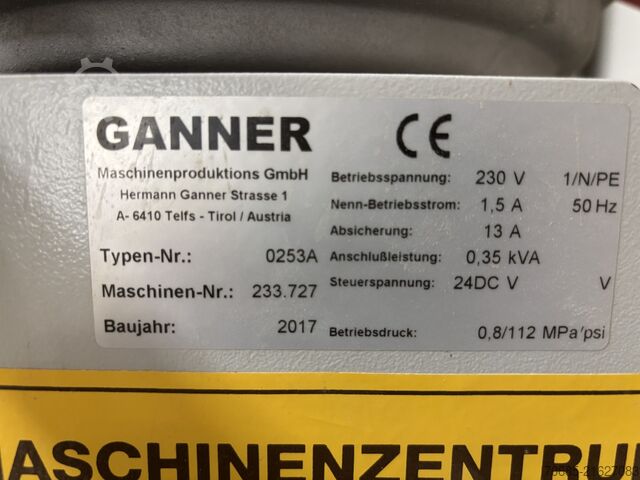 GANNER CE
Maschinenproduktions GmbH
Hermann Ganner Strasse 1
A- 6410 Telfs - Tirol / Austria
Typen-Nr.: 0253A
Maschinen-Nr.: 233.727
Baujahr: 2017
Betriebsspannung: 230 V 1/N/PE
Nenn-Betriebsstrom: 1,5 A 50 Hz
Absicherung: 13 A
Anschlußleistung: 0,35 kVA
Steuerspannung: 24DC V V
Betriebsdruck: 0,8/112 MPa/psi
ASCHINENZENTRU